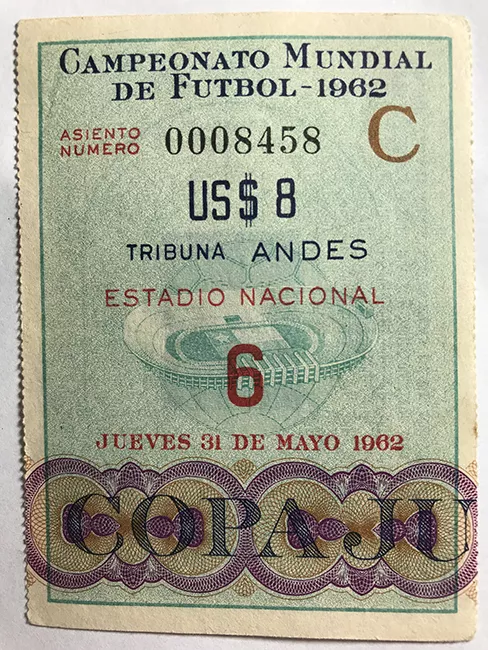 CAMPEONATO MUNDIAL
DE FUTBOL-1962
ASIENTO
NUMERO 0008458 C
US$ 8
TRIBUNA ANDES
ESTADIO NACIONAL
6
JUEVES 31 DE MAYO 1962
COPA JU